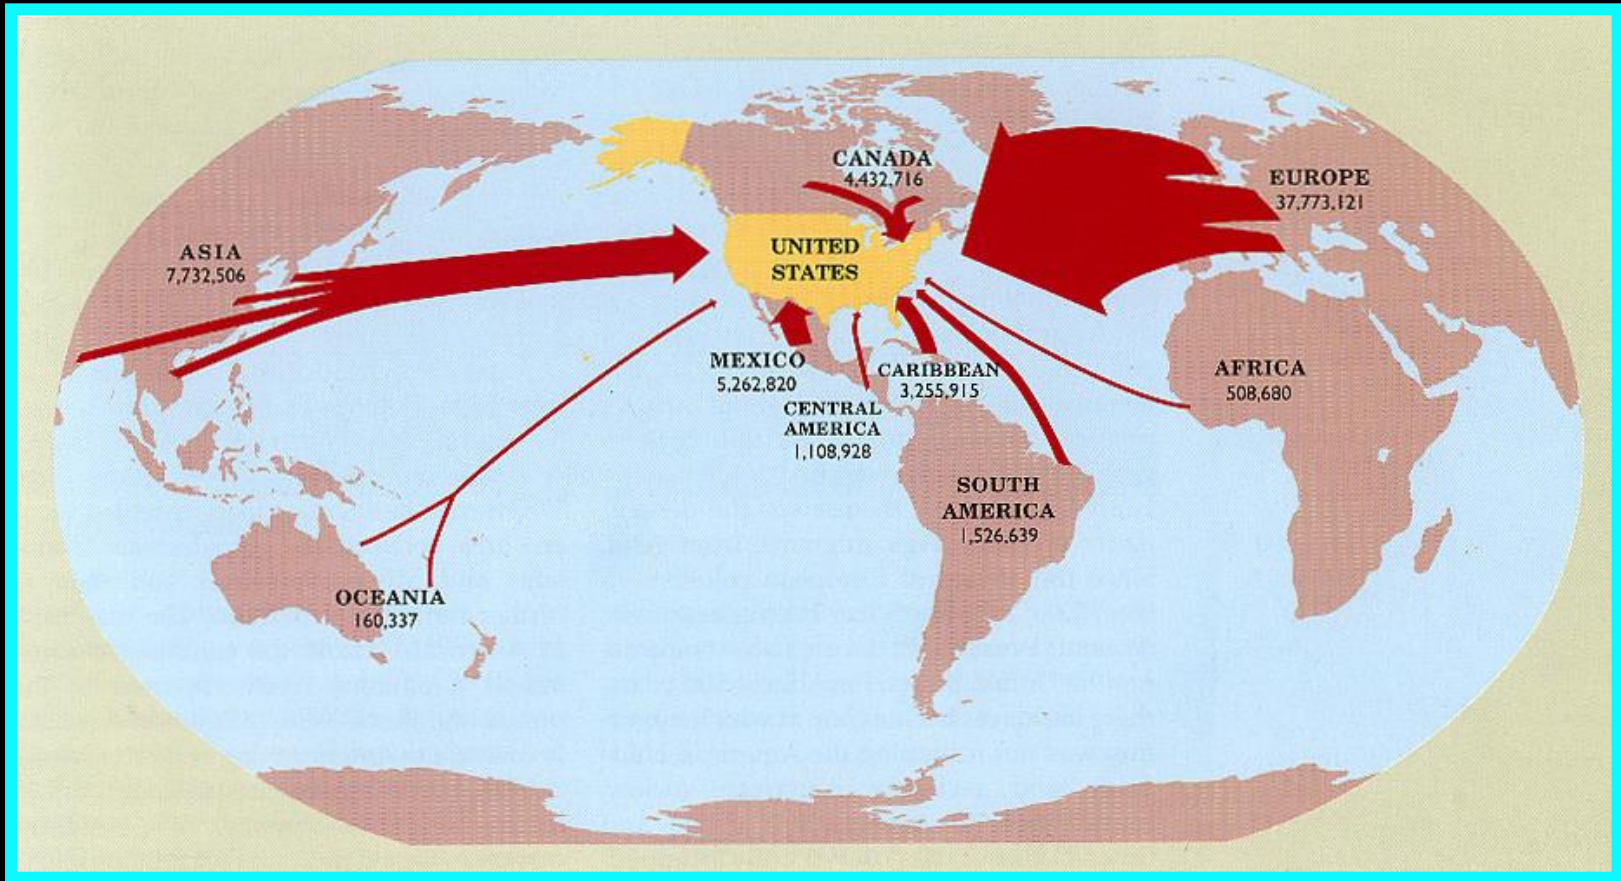 CANADA
4,432,716
EUROPE
37,773,121
ASIA
7,732,506
UNITED
STATES
MEXICO
5,262,820
CARIBBEAN
3,255,915
AFRICA
508,680
CENTRAL
AMERICA
1,108,928
SOUTH
AMERICA
1,526,639
OCEANIA
160,337